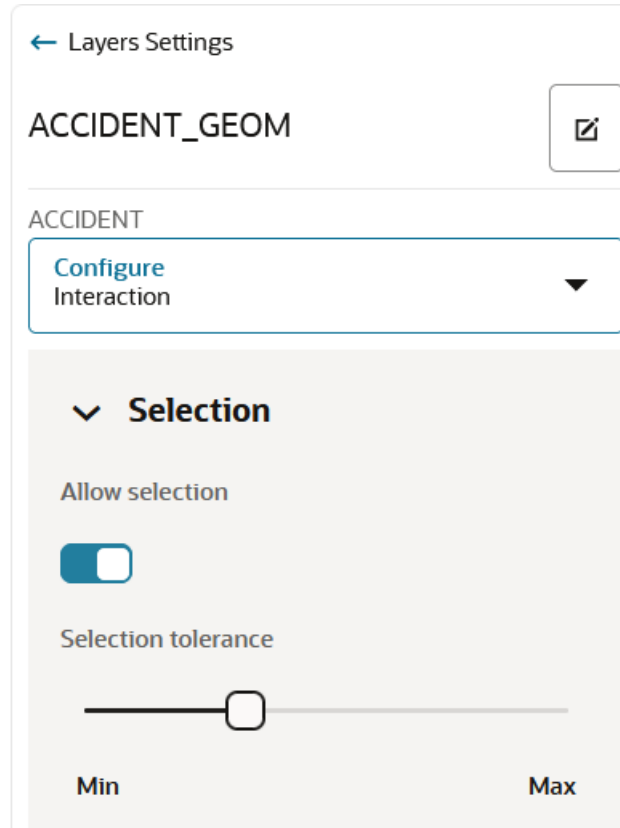 Layers Settings
ACCIDENT_GEOM
ACCIDENT
Configure
Interaction
Selection
Allow selection
Selection tolerance
Min Max